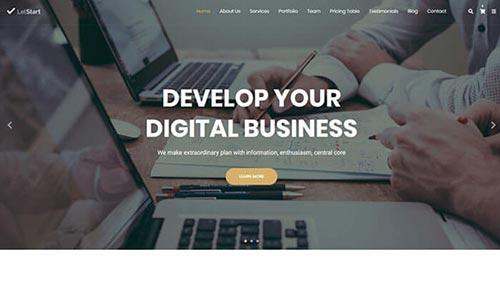 LeliStart
Home About Us Services Portfolio Team Pricing Table Testimonials Blog Contact
DEVELOP YOUR
DIGITAL BUSINESS
We make extraordinary plan with information, enthusiasm, central core
LEARN MORE